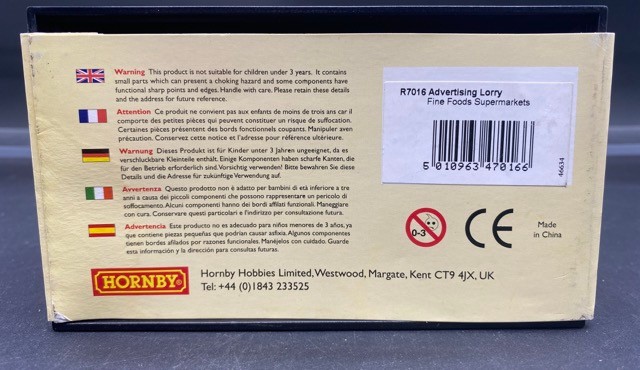 Warning This product is not suitable for children under 3 years. It contains
small parts which can present a choking hazard and some components have
functional sharp points and edges. Handle with care. Please retain these details
and the address for future reference.
Attention Ce produit ne convient pas aux enfants de moins de trois ans car il
comporte des petites pièces qui peuvent constituer un risque de suffocation.
Certaines pièces présentent des bords fonctionnels coupants. Manipuler aven
précaution. Conservez cette notice et l'adresse pour référence ultérieure.
Warnung Dieses Produkt ist für Kinder unter 3 Jahren ungeeignet, da es
verschluckbare Kleinteile enthält. Einige Komponenten haben scharfe Kanten, die
für den Betrieb erforderlich sind. Vorsichtig verwenden! Bitte bewahren Sie diese
Details und die Adresse für zukünftige Verwendung auf.
Avvertenza Questo prodotto non è adatto per bambini di età inferiore a tre
anni a causa dei piccoli componenti che possono rappresentare un pericolo di
soffocamento. Alcuni componenti hanno dei bordi affilati funzionali. Maneggiare
con cura. Conservare questi particolari e l'indirizzo per consultazione futura.
Advertencia Este producto no es adecuado para niños menores de 3 años, ya
que contiene piezas pequeñas que podrían causar asfixia. Algunos componentes
tienen bordes afilados por razones funcionales. Manéjelos con cuidado. Guarde
esta información y la dirección para consultas futuras.
HORNBY®
Hornby Hobbies Limited, Westwood, Margate, Kent CT9 4JX, UK
Tel: +44 (0)1843 233525
R7016 Advertising Lorry
Fine Foods Supermarkets
5 010963 470166
46634
0-3
CE
Made
in China